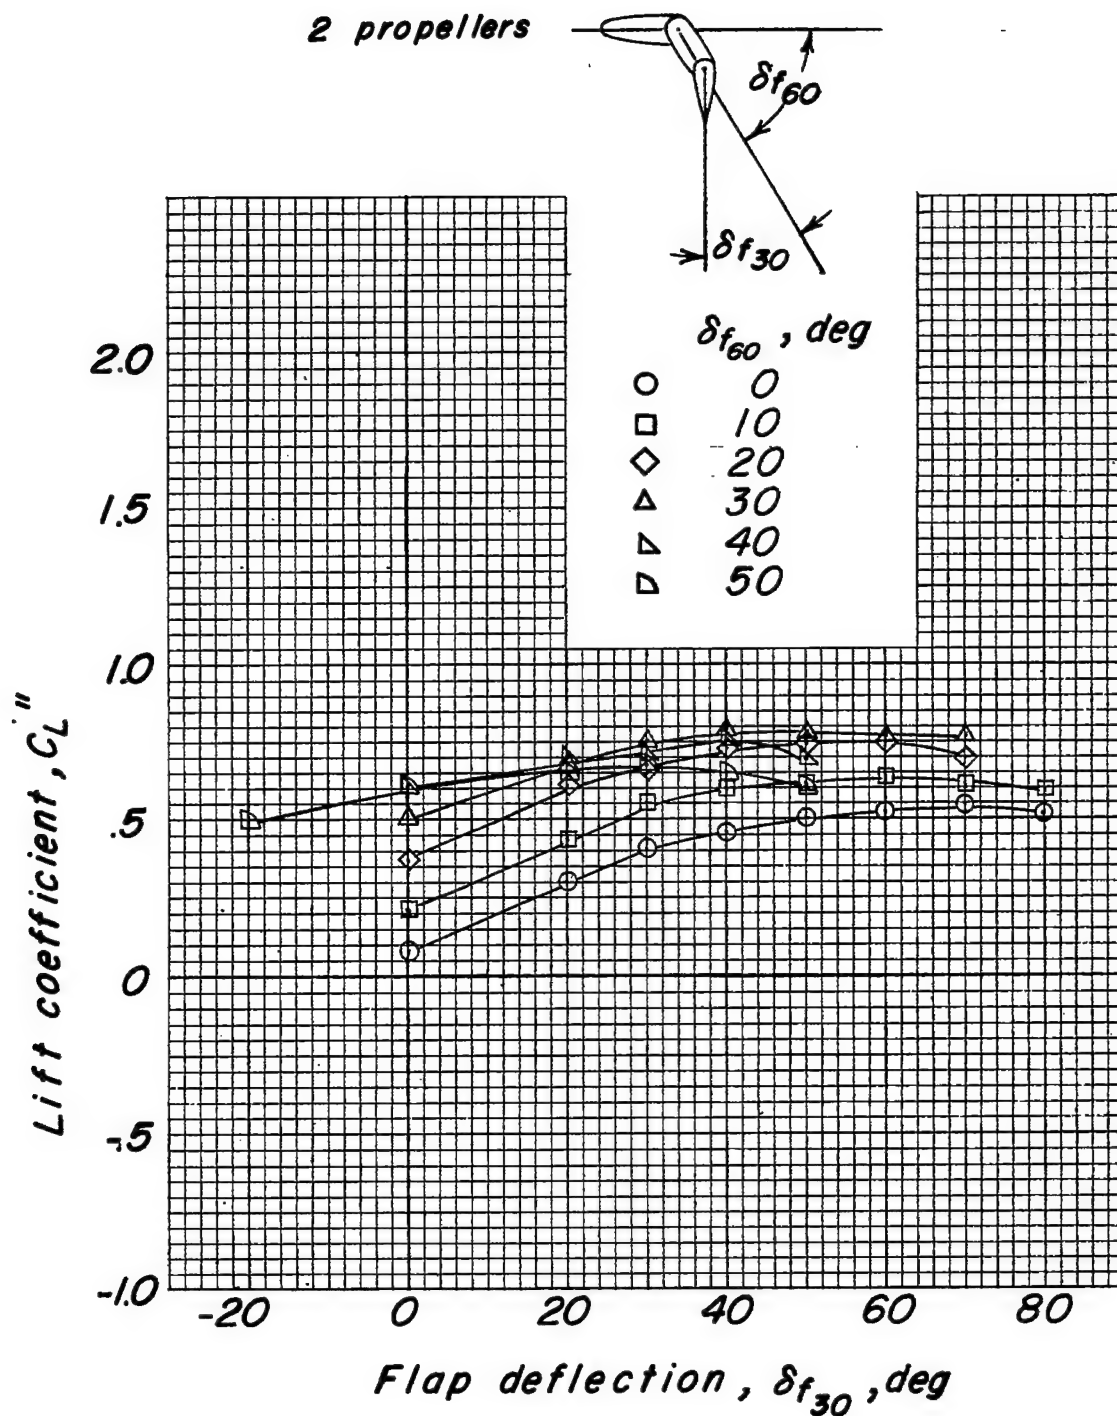 2 propellers
δf60
δf30
δf60, deg
0
10
20
30
40
50
2.0
1.5
1.0
.5
0
-.5
-1.0
Lift coefficient, CL"
-20 0 20 40 60 80
Flap deflection, δf30, deg